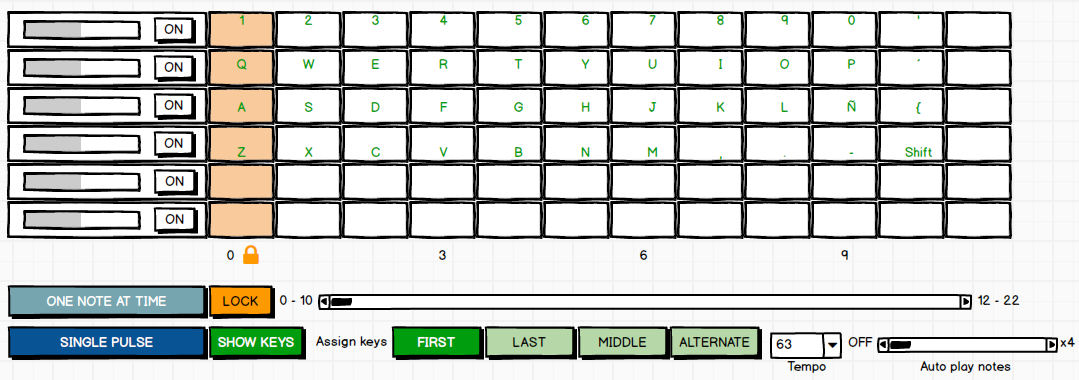 ON 1 2 3 4 5 6 7 8 9 0 '
ON Q W E R T Y U I O P ´
ON A S D F G H J K L Ñ {
ON Z X C V B N M , . - Shift
ON
ON
0 3 6 9
ONE NOTE AT TIME LOCK 0 - 10 12 - 22
SINGLE PULSE SHOW KEYS Assign keys FIRST LAST MIDDLE ALTERNATE 63 OFF x4
Tempo Auto play notes